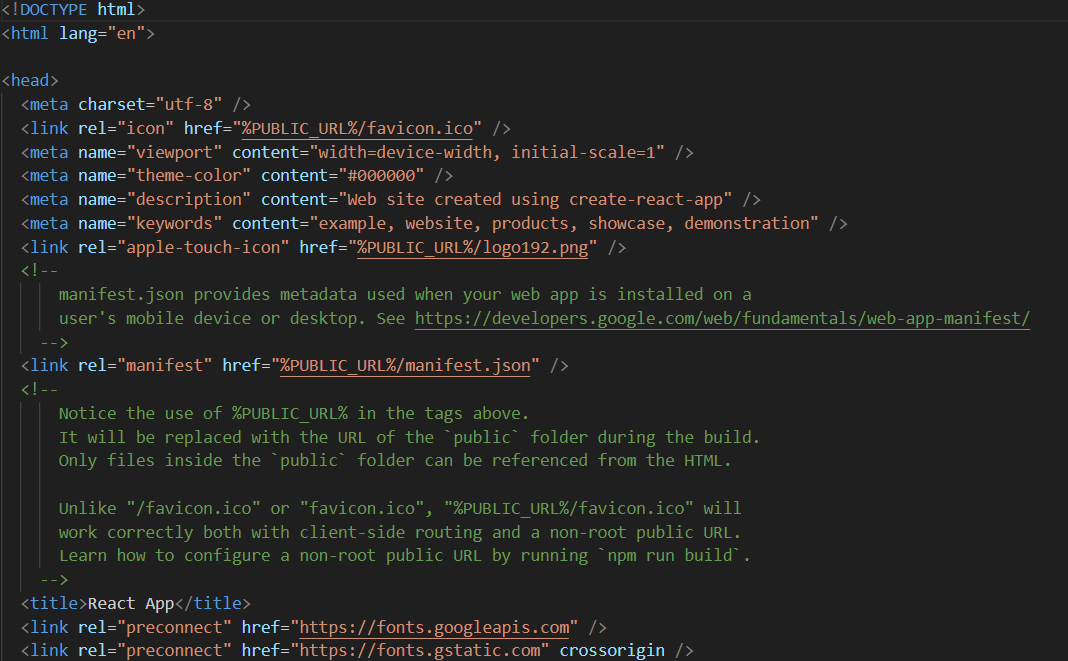 <!DOCTYPE html>
<html lang="en">
<head>
<meta charset="utf-8" />
<link rel="icon" href="%PUBLIC_URL%/favicon.ico" />
<meta name="viewport" content="width=device-width, initial-scale=1" />
<meta name="theme-color" content="#000000" />
<meta name="description" content="Web site created using create-react-app" />
<meta name="keywords" content="example, website, products, showcase, demonstration" />
<link rel="apple-touch-icon" href="%PUBLIC_URL%/logo192.png" />
<!--
manifest.json provides metadata used when your web app is installed on a
user's mobile device or desktop. See https://developers.google.com/web/fundamentals/web-app-manifest/
-->
<link rel="manifest" href="%PUBLIC_URL%/manifest.json" />
<!--
Notice the use of %PUBLIC_URL% in the tags above.
It will be replaced with the URL of the `public` folder during the build.
Only files inside the `public` folder can be referenced from the HTML.
Unlike "/favicon.ico" or "favicon.ico", "%PUBLIC_URL%/favicon.ico" will
work correctly both with client-side routing and a non-root public URL.
Learn how to configure a non-root public URL by running `npm run build`.
-->
<title>React App</title>
<link rel="preconnect" href="https://fonts.googleapis.com" />
<link rel="preconnect" href="https://fonts.gstatic.com" crossorigin />